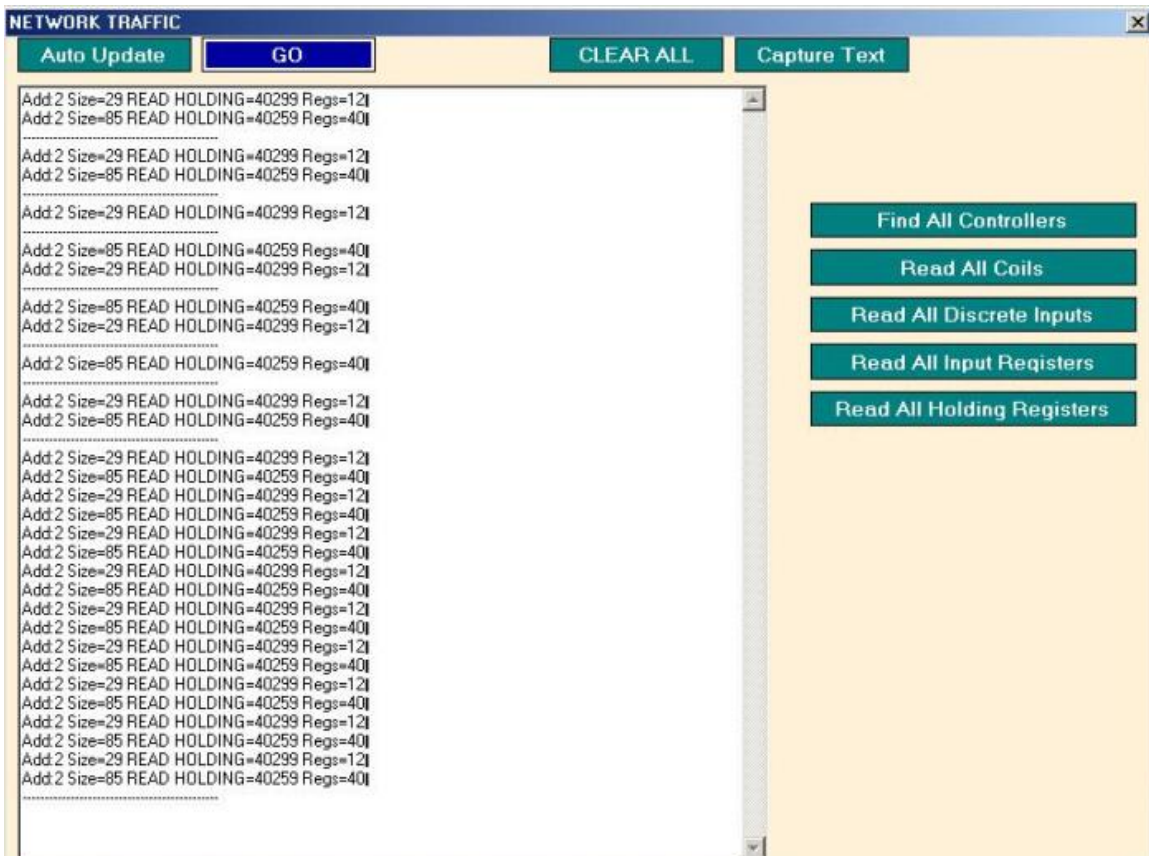 NETWORK TRAFFIC
Auto Update GO CLEAR ALL Capture Text
Add:2 Size=29 READ HOLDING=40299 Regs=12
Add:2 Size=85 READ HOLDING=40259 Regs=40
----------------------------------------
Add:2 Size=29 READ HOLDING=40299 Regs=12
Add:2 Size=85 READ HOLDING=40259 Regs=40
----------------------------------------
Add:2 Size=29 READ HOLDING=40299 Regs=12
----------------------------------------
Add:2 Size=85 READ HOLDING=40259 Regs=40
Add:2 Size=29 READ HOLDING=40299 Regs=12
----------------------------------------
Add:2 Size=85 READ HOLDING=40259 Regs=40
Add:2 Size=29 READ HOLDING=40299 Regs=12
----------------------------------------
Add:2 Size=85 READ HOLDING=40259 Regs=40
----------------------------------------
Add:2 Size=29 READ HOLDING=40299 Regs=12
Add:2 Size=85 READ HOLDING=40259 Regs=40
----------------------------------------
Add:2 Size=29 READ HOLDING=40299 Regs=12
Add:2 Size=85 READ HOLDING=40259 Regs=40
Add:2 Size=29 READ HOLDING=40299 Regs=12
Add:2 Size=85 READ HOLDING=40259 Regs=40
Add:2 Size=29 READ HOLDING=40299 Regs=12
Add:2 Size=85 READ HOLDING=40259 Regs=40
Add:2 Size=29 READ HOLDING=40299 Regs=12
Add:2 Size=85 READ HOLDING=40259 Regs=40
Add:2 Size=29 READ HOLDING=40299 Regs=12
Add:2 Size=85 READ HOLDING=40259 Regs=40
Add:2 Size=29 READ HOLDING=40299 Regs=12
Add:2 Size=85 READ HOLDING=40259 Regs=40
Add:2 Size=29 READ HOLDING=40299 Regs=12
Add:2 Size=85 READ HOLDING=40259 Regs=40
Add:2 Size=29 READ HOLDING=40299 Regs=12
Add:2 Size=85 READ HOLDING=40259 Regs=40
Add:2 Size=29 READ HOLDING=40299 Regs=12
Add:2 Size=85 READ HOLDING=40259 Regs=40
----------------------------------------
Find All Controllers
Read All Coils
Read All Discrete Inputs
Read All Input Registers
Read All Holding Registers